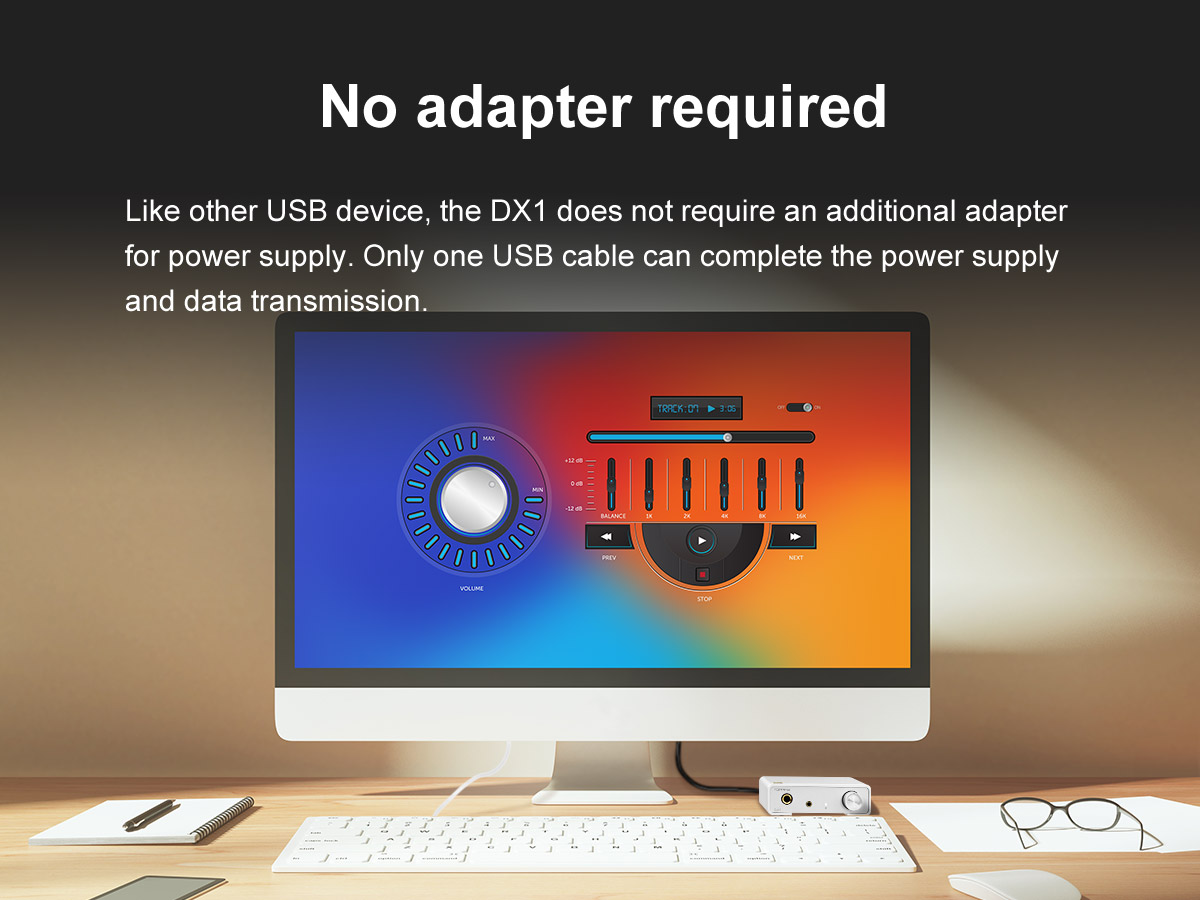 No adapter required
Like other USB device, the DX1 does not require an additional adapter
for power supply. Only one USB cable can complete the power supply
and data transmission.
TRACK:07 ▶ 3:06
OFF ON
MAX
MIN
VOLUME
+12 dB
0 dB
-12 dB
BALANCE 1K 2K 4K 8K 16K
PREV
NEXT
STOP